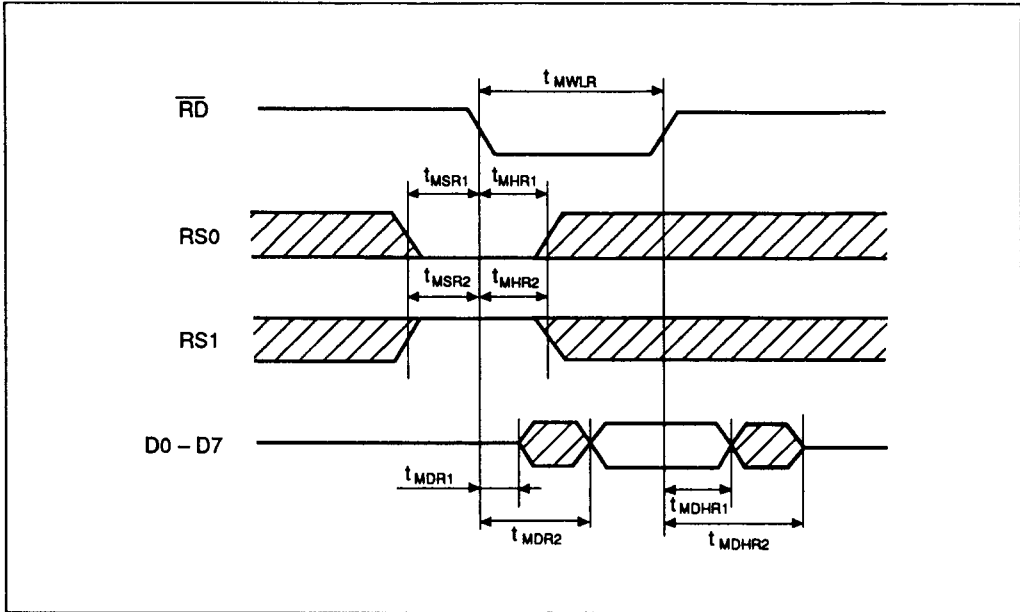 t MWLR
RD
t MSR1 t MHR1
RS0
t MSR2 t MHR2
RS1
D0 – D7
t MDR1
t MDHR1
t MDR2
t MDHR2